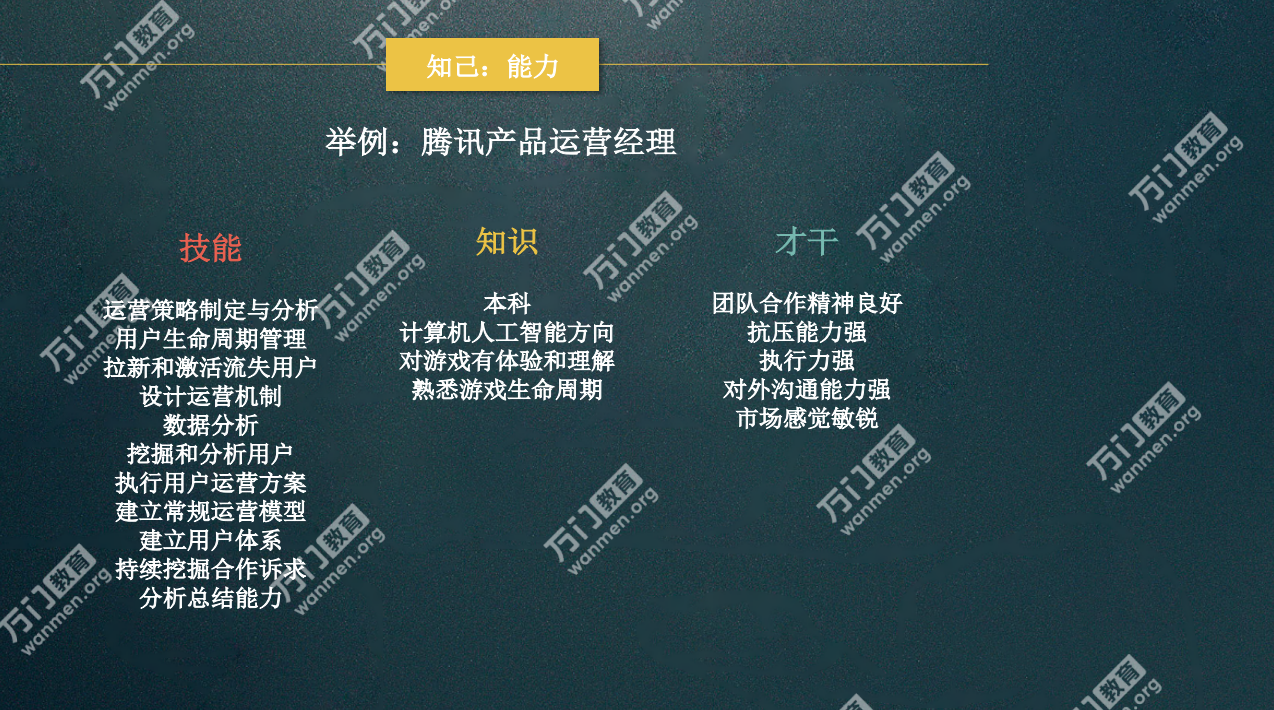 知己：能力
举例：腾讯产品运营经理
技能
运营策略制定与分析
用户生命周期管理
拉新和激活流失用户
设计运营机制
数据分析
挖掘和分析用户
执行用户运营方案
建立常规运营模型
建立用户体系
持续挖掘合作诉求
分析总结能力
知识
本科
计算机人工智能方向
对游戏有体验和理解
熟悉游戏生命周期
才干
团队合作精神良好
抗压能力强
执行力强
对外沟通能力强
市场感觉敏锐
万门教育
wanmen.org